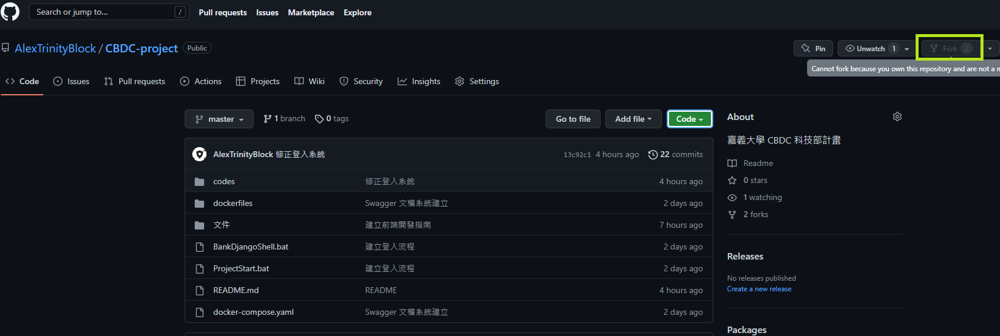 Search or jump to... / Pull requests Issues Marketplace Explore
AlexTrinityBlock / CBDC-project Public Pin Unwatch 1 Fork 2
Cannot fork because you own this repository and are not a
Code Issues Pull requests Actions Projects Wiki Security Insights Settings
master 1 branch 0 tags Go to file Add file Code
AlexTrinityBlock 修正登入系統 13c92c1 4 hours ago 22 commits
codes 修正登入系統 4 hours ago
dockerfiles Swagger 文檔系統建立 2 days ago
文件 建立前端開發指南 7 hours ago
BankDjangoShell.bat 建立登入流程 2 days ago
ProjectStart.bat 建立登入流程 2 days ago
README.md README 4 hours ago
docker-compose.yaml Swagger 文檔系統建立 2 days ago
About
嘉義大學 CBDC 科技部計畫
Readme
0 stars
1 watching
2 forks
Releases
No releases published
Create a new release
Packages